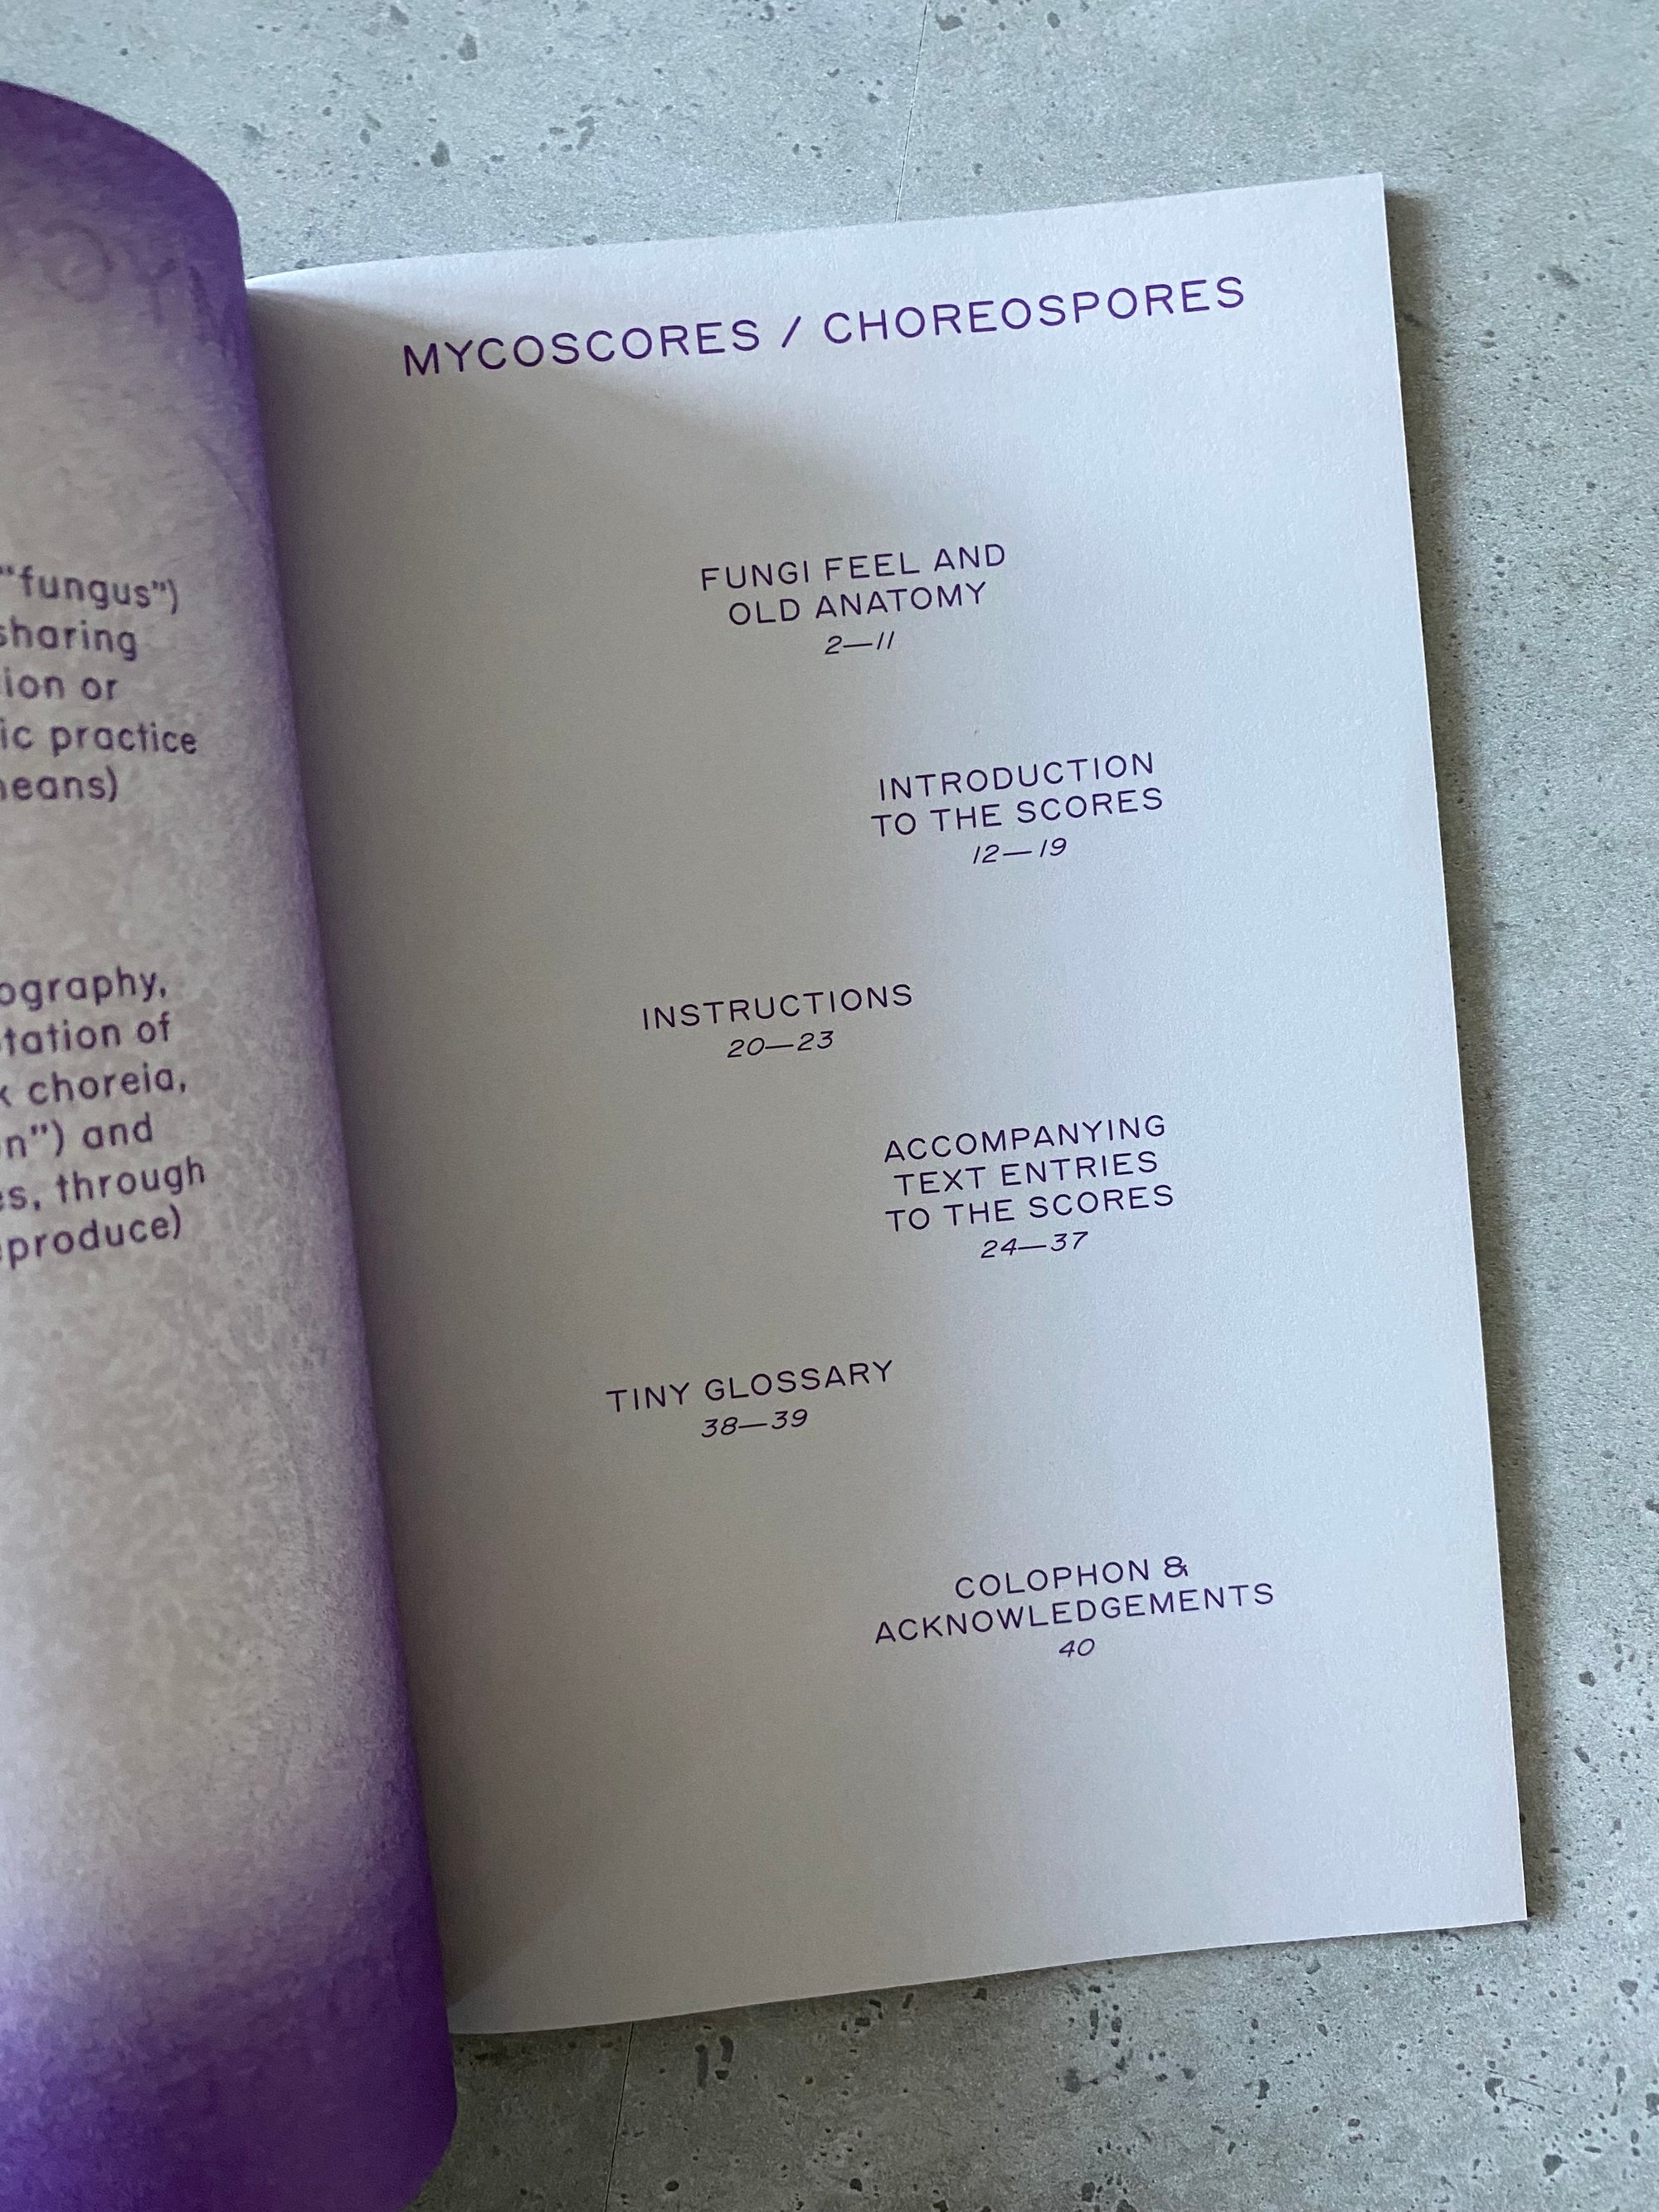 "fungus")
sharing
ion or
ic practice
neans)
ography,
tation of
choreia,
n") and
es, through
produce)
MYCOSCORES / CHOREOSPORES
FUNGI FEEL AND
OLD ANATOMY
2—11
INTRODUCTION
TO THE SCORES
12—19
INSTRUCTIONS
20—23
ACCOMPANYING
TEXT ENTRIES
TO THE SCORES
24—37
TINY GLOSSARY
38—39
COLOPHON &
ACKNOWLEDGEMENTS
40